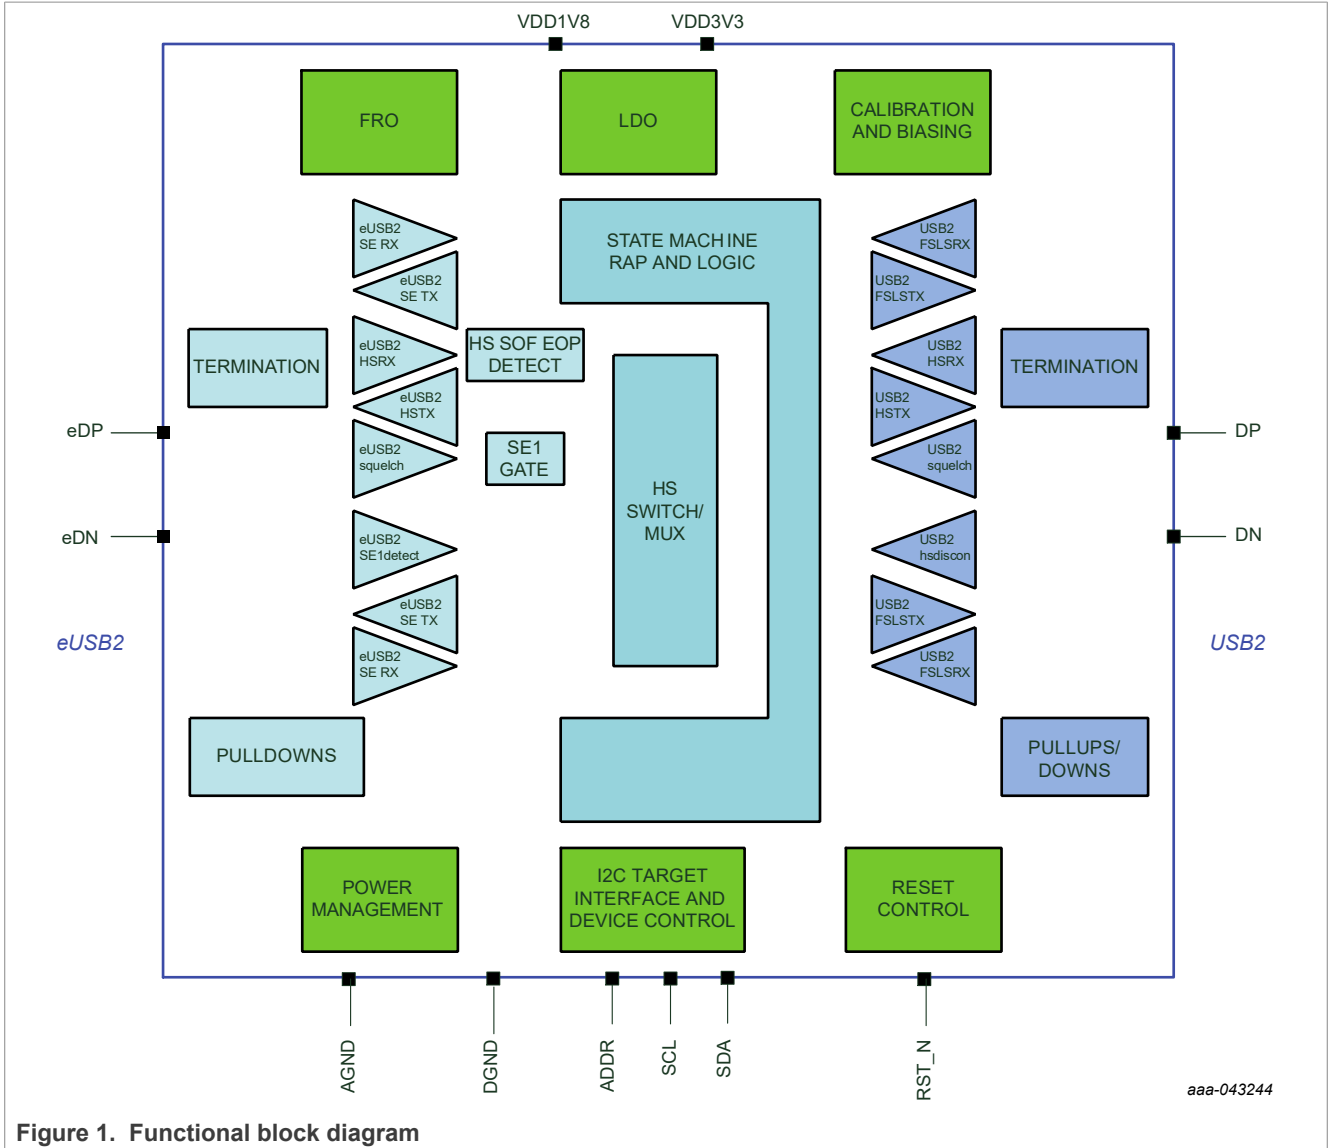 VDD1V8
VDD3V3
FRO
LDO
CALIBRATION
AND BIASING
eUSB2
SE RX
eUSB2
SE TX
TERMINATION
eUSB2
HSRX
HS SOF EOP
DETECT
eUSB2
HSTX
eUSB2
squelch
SE1
GATE
eUSB2
SE1detect
eUSB2
SE TX
eUSB2
SE RX
PULLDOWNS
STATE MACHINE
RAP AND LOGIC
HS
SWITCH/
MUX
USB2
FSLSRX
USB2
FSLSTX
USB2
HSRX
TERMINATION
USB2
HSTX
USB2
squelch
USB2
hsdiscon
USB2
FSLSTX
USB2
FSLSRX
PULLUPS/
DOWNS
eDP
eDN
eUSB2
DP
DN
USB2
POWER
MANAGEMENT
I2C TARGET
INTERFACE AND
DEVICE CONTROL
RESET
CONTROL
AGND
DGND
ADDR
SCL
SDA
RST_N
aaa-043244
Figure 1. Functional block diagram